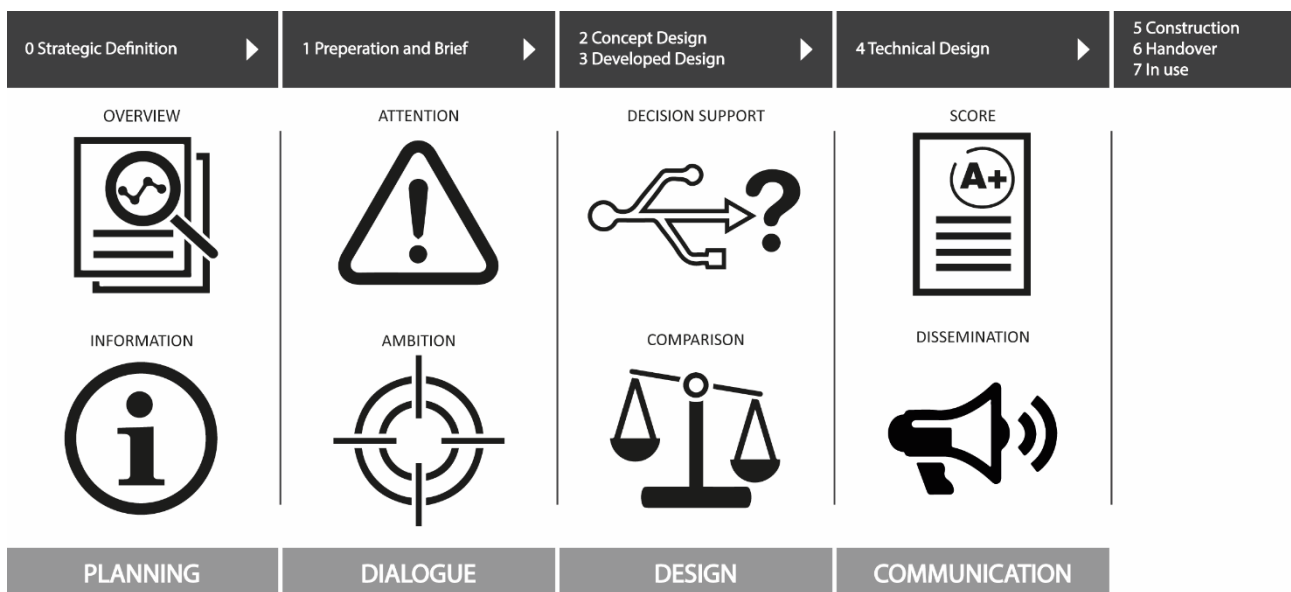 0 Strategic Definition
1 Preperation and Brief
2 Concept Design
3 Developed Design
4 Technical Design
5 Construction
6 Handover
7 In use
OVERVIEW
ATTENTION
DECISION SUPPORT
SCORE
A+
INFORMATION
AMBITION
COMPARISON
DISSEMINATION
PLANNING
DIALOGUE
DESIGN
COMMUNICATION